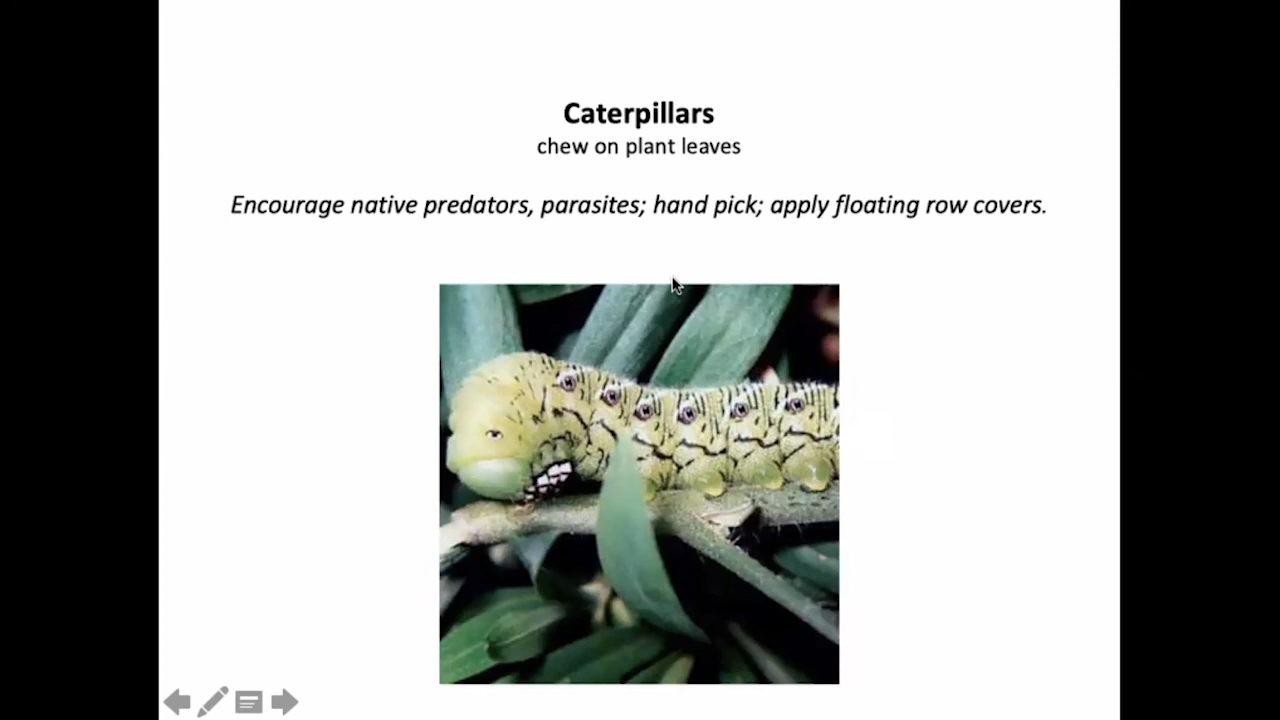 Caterpillars
chew on plant leaves
Encourage native predators, parasites; hand pick; apply floating row covers.